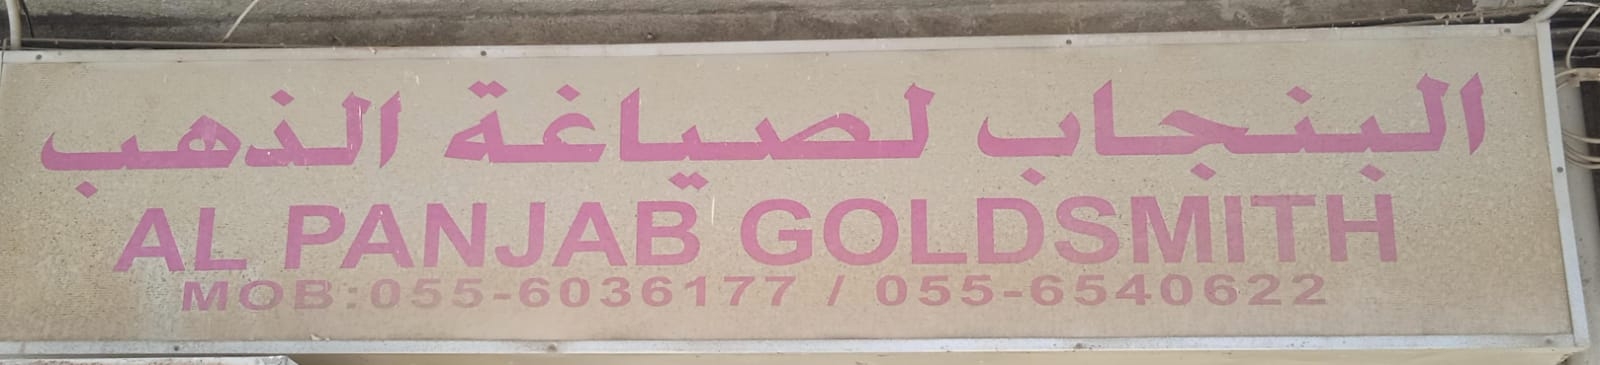 البنجاب لصياغة الذهب
AL PANJAB GOLDSMITH
MOB:055-6036177 / 055-6540622